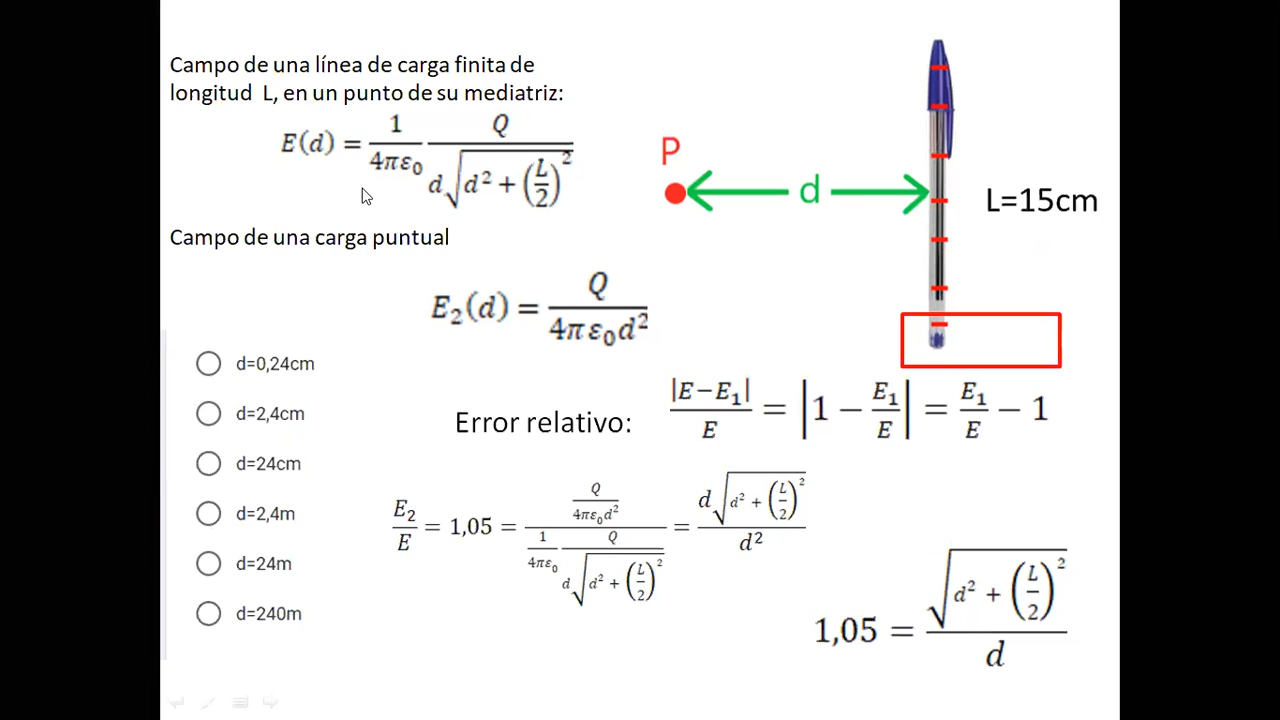 Campo de una línea de carga finita de
longitud L, en un punto de su mediatriz:
E(d) = 1/(4πε₀) Q/(d√(d² + (L/2)²))
P
d
L=15cm
Campo de una carga puntual
E₂(d) = Q/(4πε₀d²)
d=0,24cm
d=2,4cm
d=24cm
d=2,4m
d=24m
d=240m
Error relativo:
|E−E₁|/E = |1 − E₁/E| = E₁/E − 1
E₂/E = 1,05 = (Q/(4πε₀d²))/(1/(4πε₀) Q/(d√(d² + (L/2)²))) = d√(d² + (L/2)²)/d²
1,05 = √(d² + (L/2)²)/d